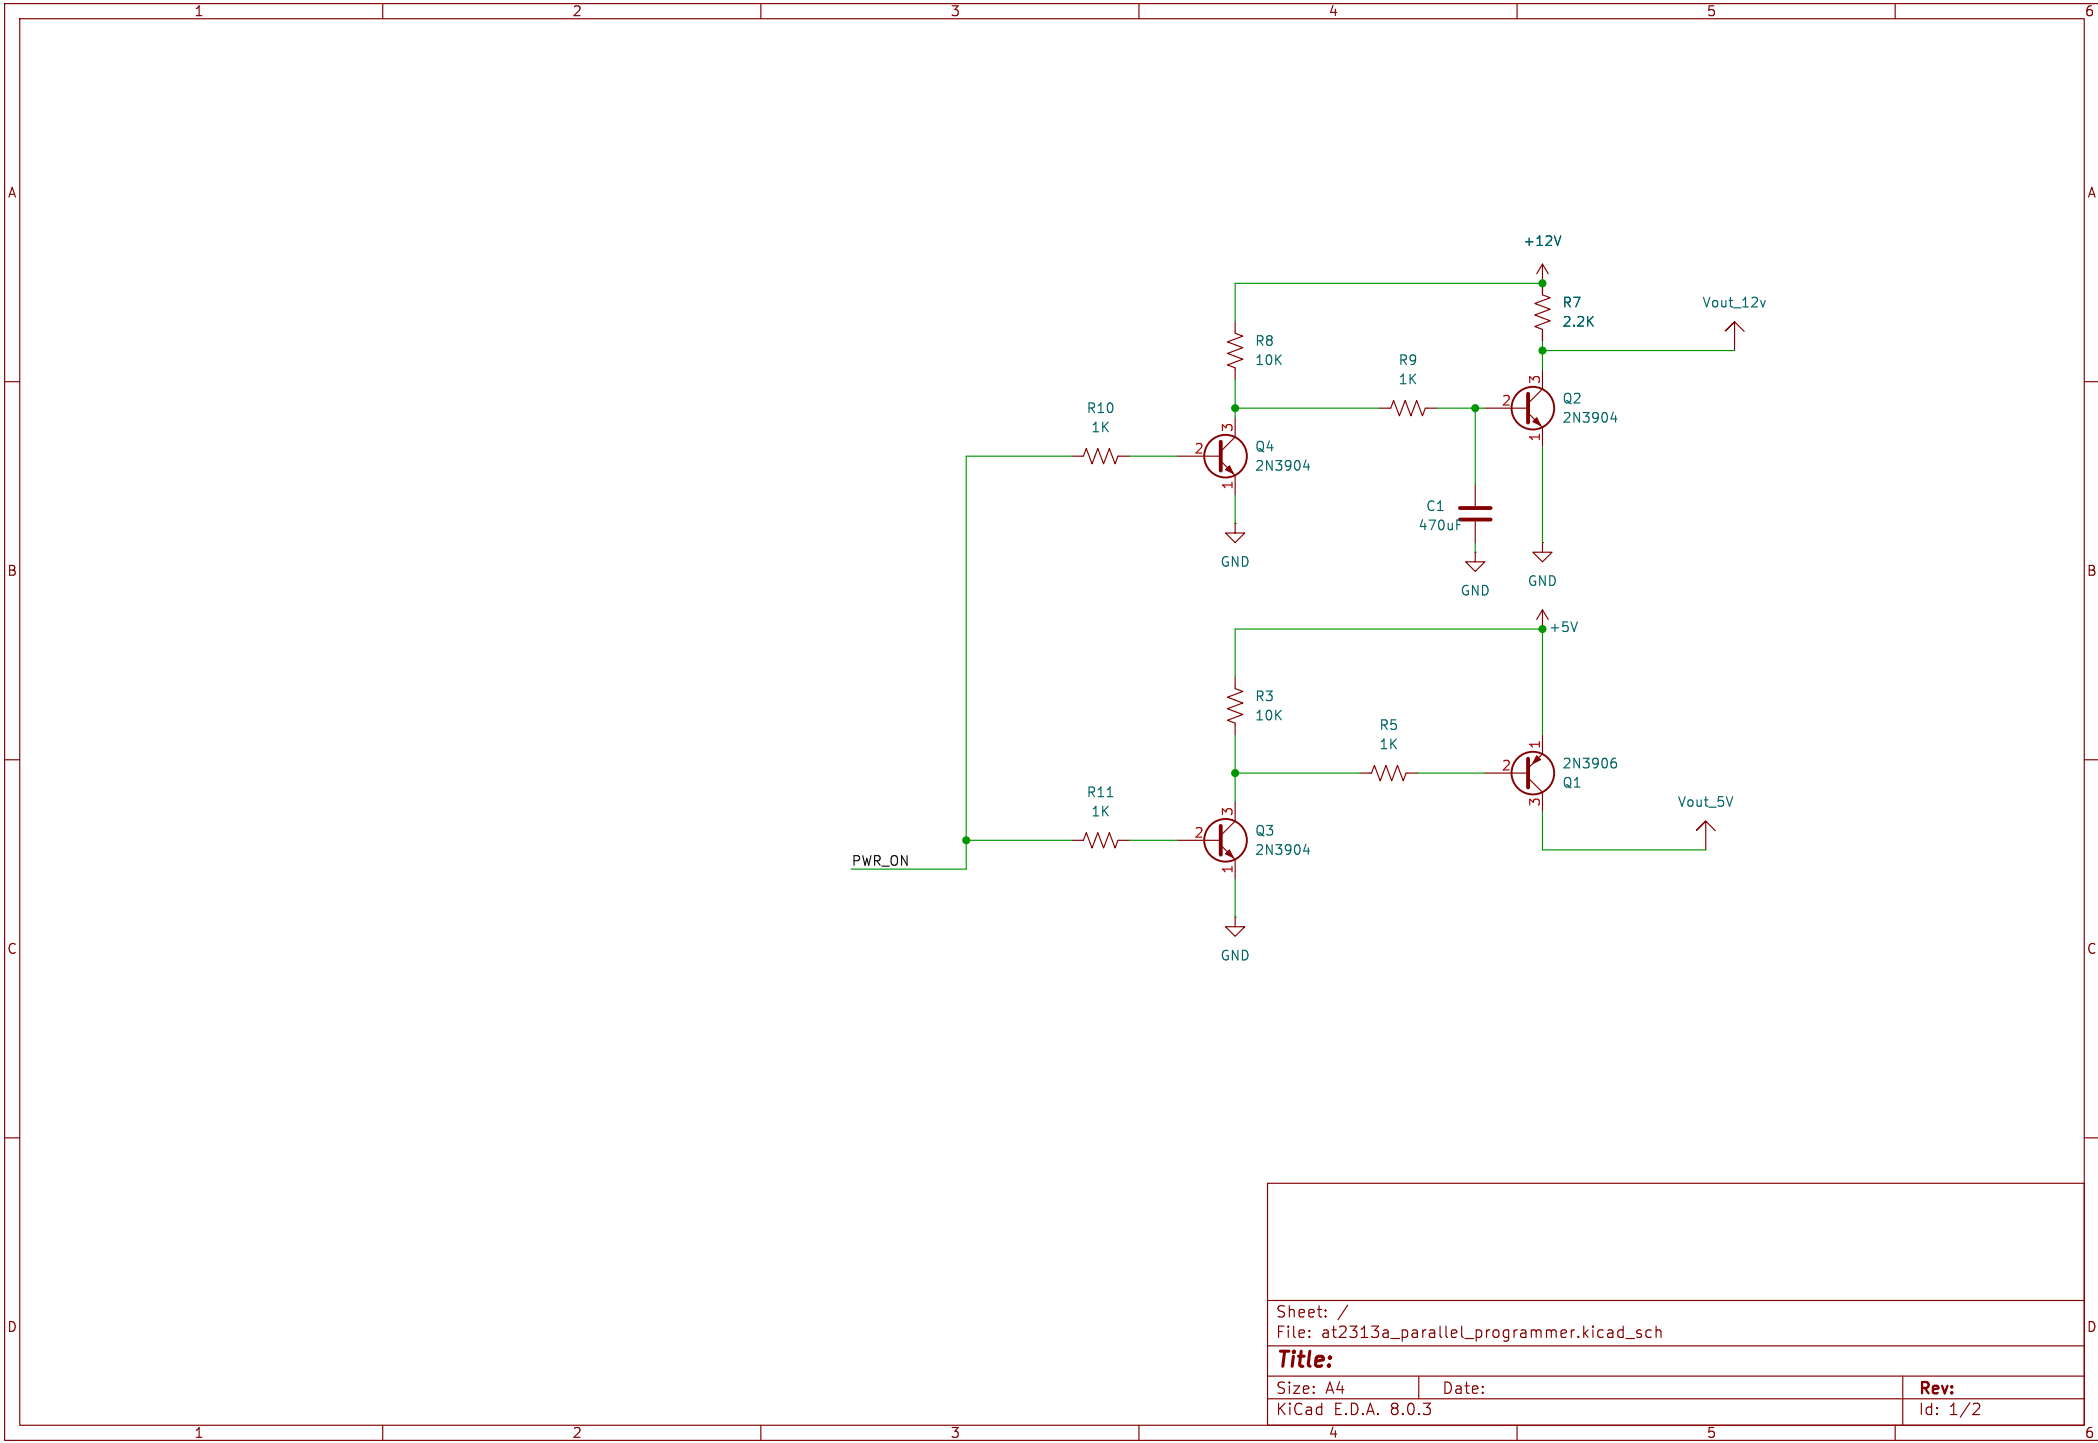 1 2 3 4 5 6
A A
+12V
R7
2.2K
Vout_12v
R8
10K
R9
1K
3
2
Q2
2N3904
1
R10
1K
3
2
Q4
2N3904
1
C1
470uF
GND
GND
GND
B B
+5V
R3
10K
R5
1K
1
2
2N3906
Q1
3
Vout_5V
R11
1K
3
2
Q3
2N3904
1
PWR_ON
GND
C C
Sheet: /
File: at2313a_parallel_programmer.kicad_sch
D D
Title:
Size: A4 Date: Rev:
KiCad E.D.A. 8.0.3 Id: 1/2
1 2 3 4 5 6